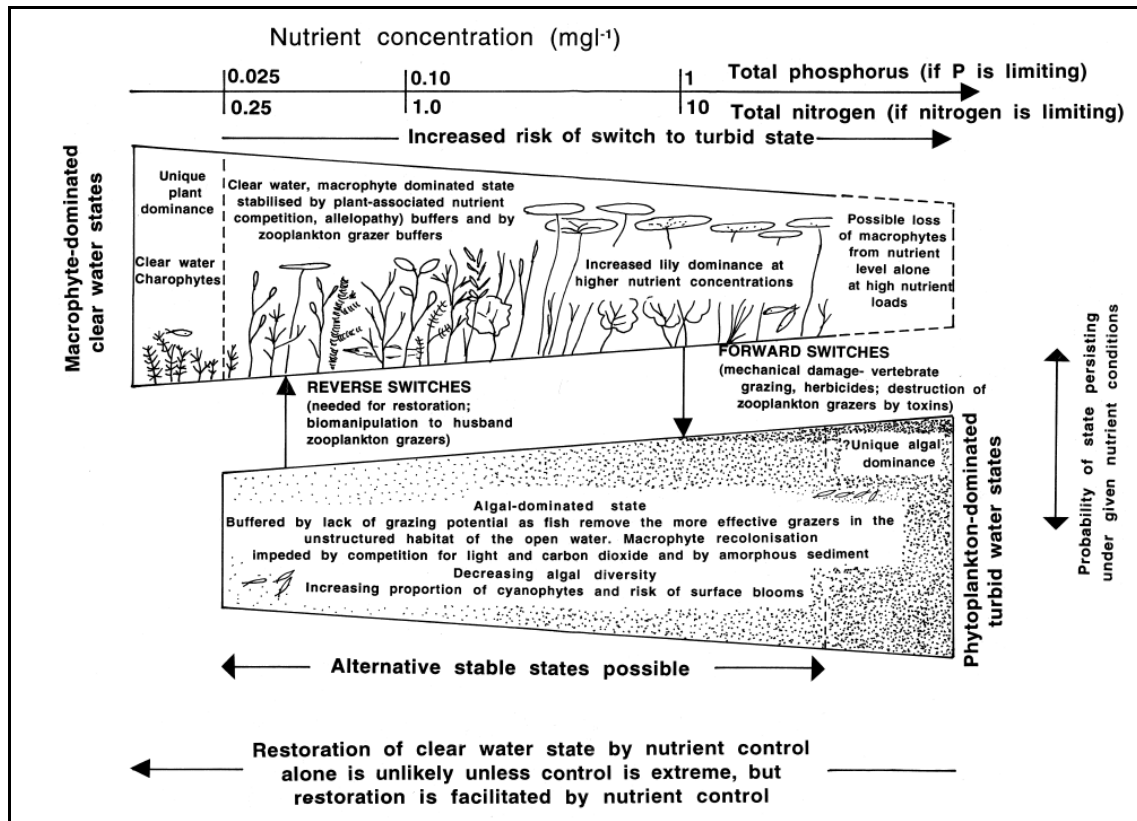 Nutrient concentration (mgl-1)
0.025
0.10
1
Total phosphorus (if P is limiting)
0.25
1.0
10
Total nitrogen (if nitrogen is limiting)
Increased risk of switch to turbid state
Macrophyte-dominated
clear water states
Unique
plant
dominance
Clear water
Charophytes
Clear water, macrophyte dominated state
stabilised by plant-associated nutrient
competition, allelopathy) buffers and by
zooplankton grazer buffers
Increased lily dominance at
higher nutrient concentrations
Possible loss
of macrophytes
from nutrient
level alone
at high nutrient
loads
REVERSE SWITCHES
(needed for restoration;
biomanipulation to husband
zooplankton grazers)
FORWARD SWITCHES
(mechanical damage- vertebrate
grazing, herbicides; destruction of
zooplankton grazers by toxins)
?Unique algal
dominance
Algal-dominated state
Buffered by lack of grazing potential as fish remove the more effective grazers in the
unstructured habitat of the open water. Macrophyte recolonisation
impeded by competition for light and carbon dioxide and by amorphous sediment
Decreasing algal diversity
Increasing proportion of cyanophytes and risk of surface blooms
Phytoplankton-dominated
turbid water states
Probability of state persisting
under given nutrient conditions
Alternative stable states possible
Restoration of clear water state by nutrient control
alone is unlikely unless control is extreme, but
restoration is facilitated by nutrient control